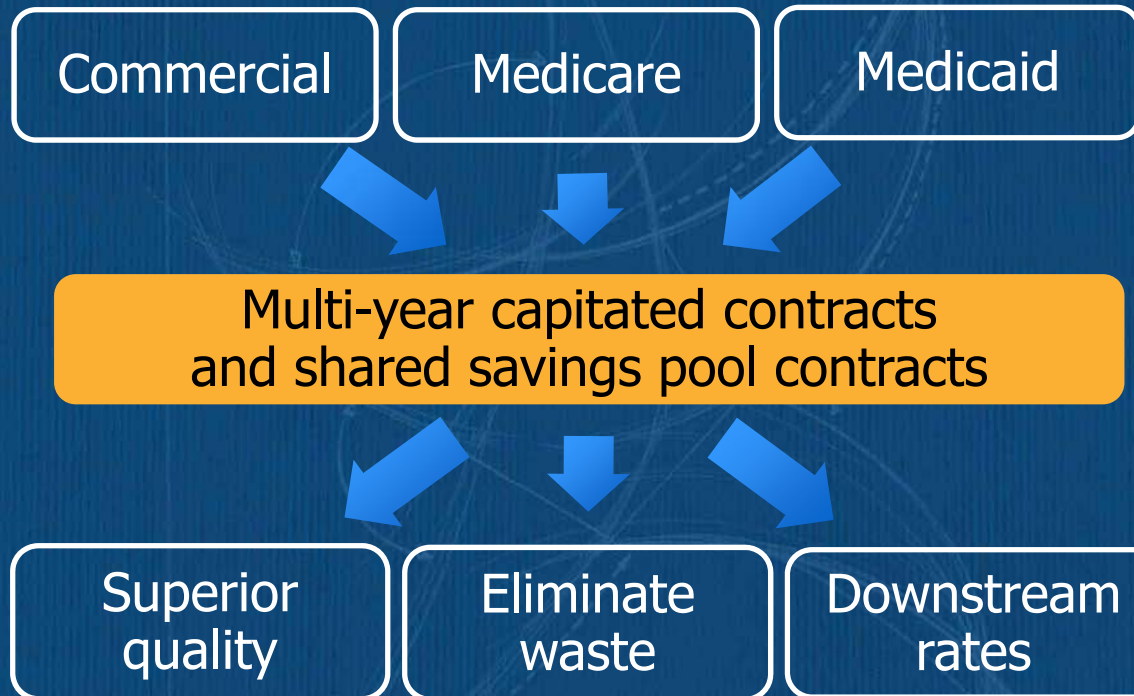 Commercial
Medicare
Medicaid
Multi-year capitated contracts
and shared savings pool contracts
Superior
quality
Eliminate
waste
Downstream
rates